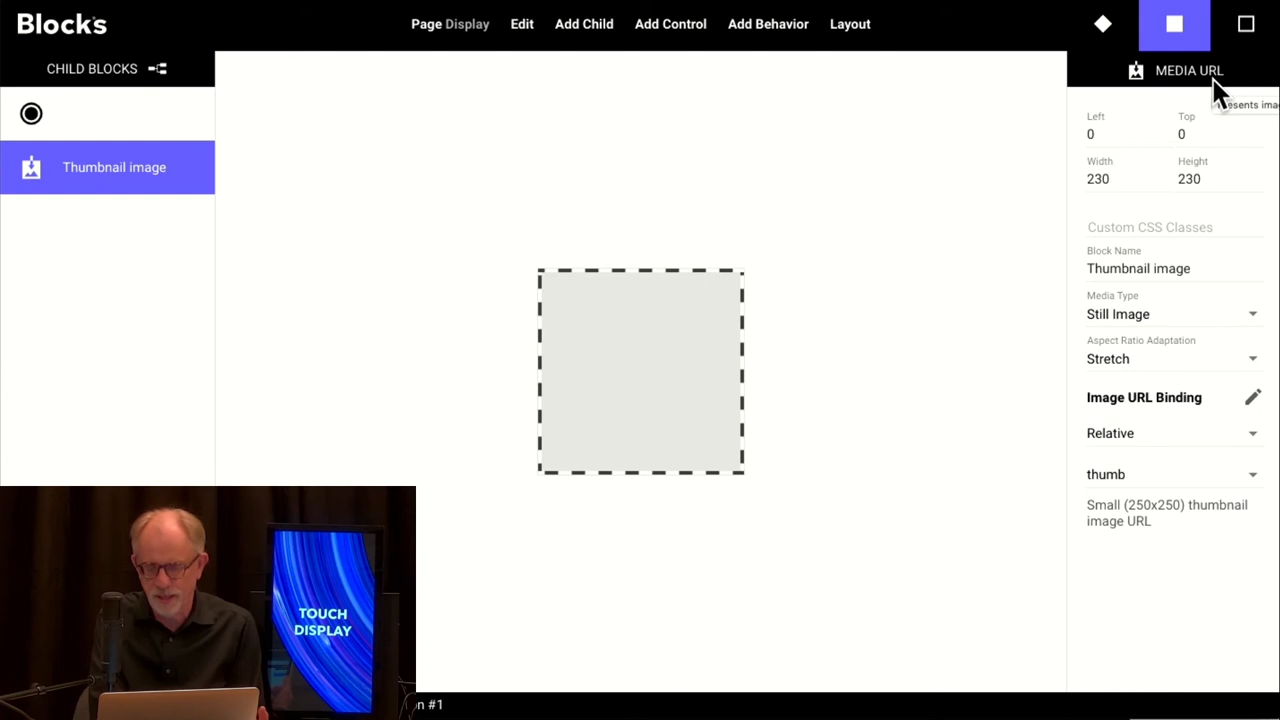 Blocks
Page Display Edit Add Child Add Control Add Behavior Layout
CHILD BLOCKS
Thumbnail image
MEDIA URL
Left
0
Top
0
Width
230
Height
230
Custom CSS Classes
Block Name
Thumbnail image
Media Type
Still Image
Aspect Ratio Adaptation
Stretch
Image URL Binding
Relative
thumb
Small (250x250) thumbnail
image URL
TOUCH
DISPLAY
#1